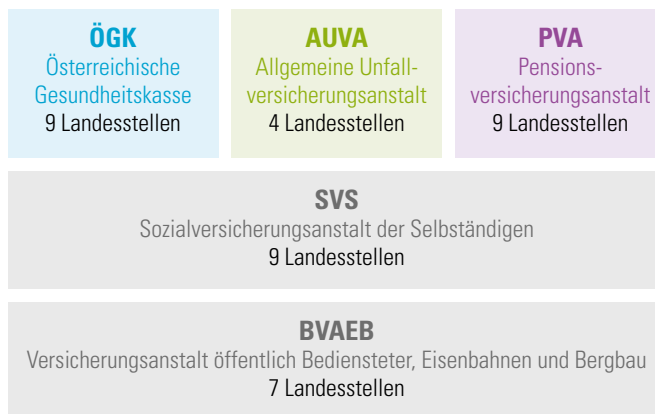 ÖGK
Österreichische
Gesundheitskasse
9 Landesstellen
AUVA
Allgemeine Unfall-
versicherungsanstalt
4 Landesstellen
PVA
Pensions-
versicherungsanstalt
9 Landesstellen
SVS
Sozialversicherungsanstalt der Selbständigen
9 Landesstellen
BVAEB
Versicherungsanstalt öffentlich Bediensteter, Eisenbahnen und Bergbau
7 Landesstellen